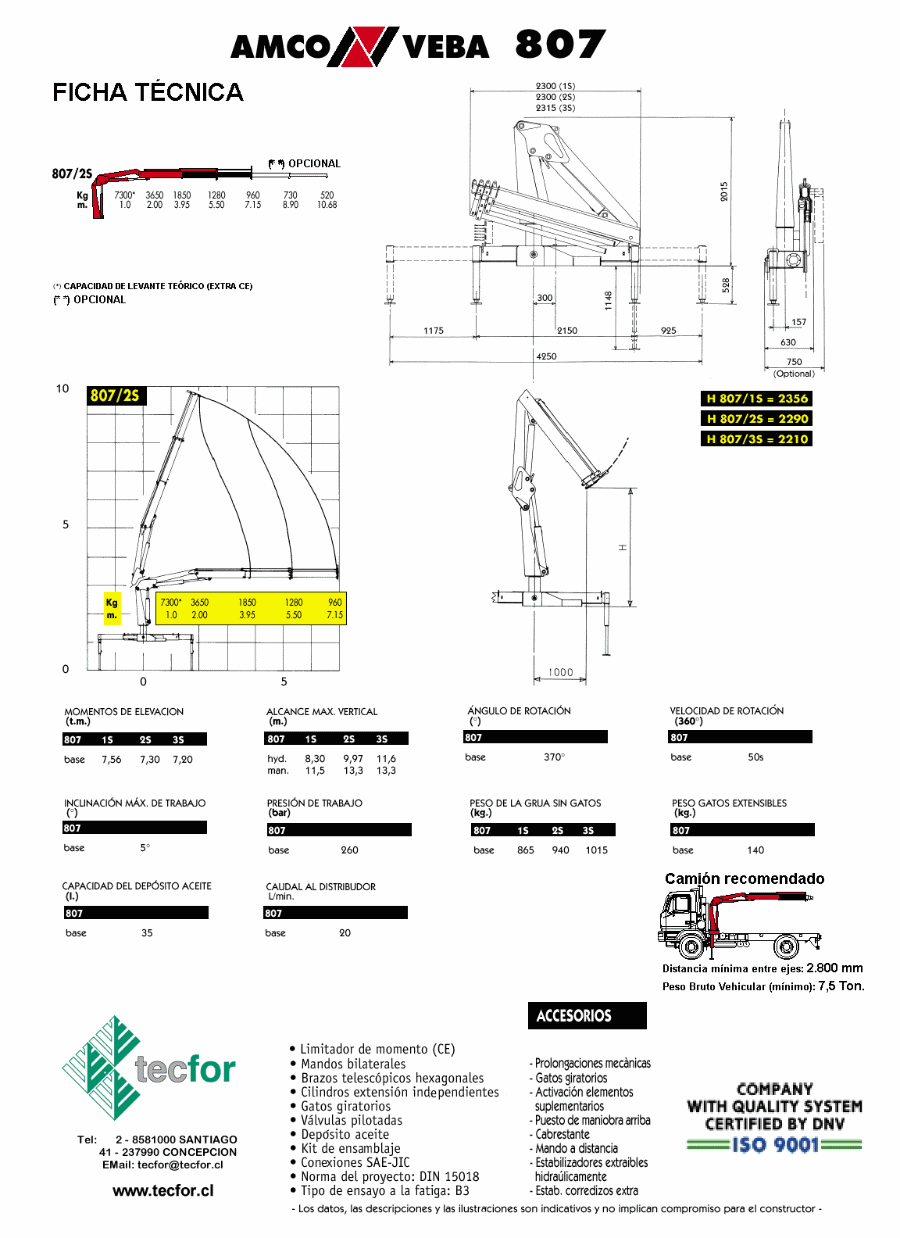 AMCO VEBA 807
FICHA TÉCNICA
2300 (1S)
2300 (2S)
2315 (3S)
(* *) OPCIONAL
807/2S
Kg 7300* 3650 1850 1280 960 730 520
m. 1.0 2.00 3.95 5.50 7.15 8.90 10.68
(*) CAPACIDAD DE LEVANTE TEÓRICO (EXTRA CE)
(* *) OPCIONAL
2015
528
1148
300
1175 2150 925
4250
157
630
750
(Optional)
10
807/2S
5
Kg 7300* 3650 1850 1280 960
m. 1.0 2.00 3.95 5.50 7.15
0
0 5
H 807/1S = 2356
H 807/2S = 2290
H 807/3S = 2210
H
1000
MOMENTOS DE ELEVACION
(t.m.)
807 1S 2S 3S
base 7,56 7,30 7,20
ALCANCE MAX. VERTICAL
(m.)
807 1S 2S 3S
hyd. 8,30 9,97 11,6
man. 11,5 13,3 13,3
ÁNGULO DE ROTACIÓN
(°)
807
base 370°
VELOCIDAD DE ROTACIÓN
(360°)
807
base 50s
INCLINACIÓN MÁX. DE TRABAJO
(°)
807
base 5°
PRESIÓN DE TRABAJO
(bar)
807
base 260
PESO DE LA GRUA SIN GATOS
(kg.)
807 1S 2S 3S
base 865 940 1015
PESO GATOS EXTENSIBLES
(kg.)
807
base 140
CAPACIDAD DEL DEPÓSITO ACEITE
(l.)
807
base 35
CAUDAL AL DISTRIBUDOR
L/min.
807
base 20
Camión recomendado
Distancia mínima entre ejes: 2.800 mm
Peso Bruto Vehicular (mínimo): 7,5 Ton.
tecfor
Tel: 2 - 8581000 SANTIAGO
41 - 237990 CONCEPCION
EMail: tecfor@tecfor.cl
www.tecfor.cl
• Limitador de momento (CE)
• Mandos bilaterales
• Brazos telescópicos hexagonales
• Cilindros extensión independientes
• Gatos giratorios
• Válvulas pilotadas
• Depósito aceite
• Kit de ensamblaje
• Conexiones SAE-JIC
• Norma del proyecto: DIN 15018
• Tipo de ensayo a la fatiga: B3
ACCESORIOS
- Prolongaciones mecànicas
- Gatos giratorios
- Activación elementos
suplementarios
- Puesto de maniobra arriba
- Cabrestante
- Mando a distancia
- Estabilizadores extraibles
hidraúlicamente
- Estab. corredizos extra
COMPANY
WITH QUALITY SYSTEM
CERTIFIED BY DNV
ISO 9001
- Los datos, las descripciones y las ilustraciones son indicativos y no implican compromiso para el constructor -